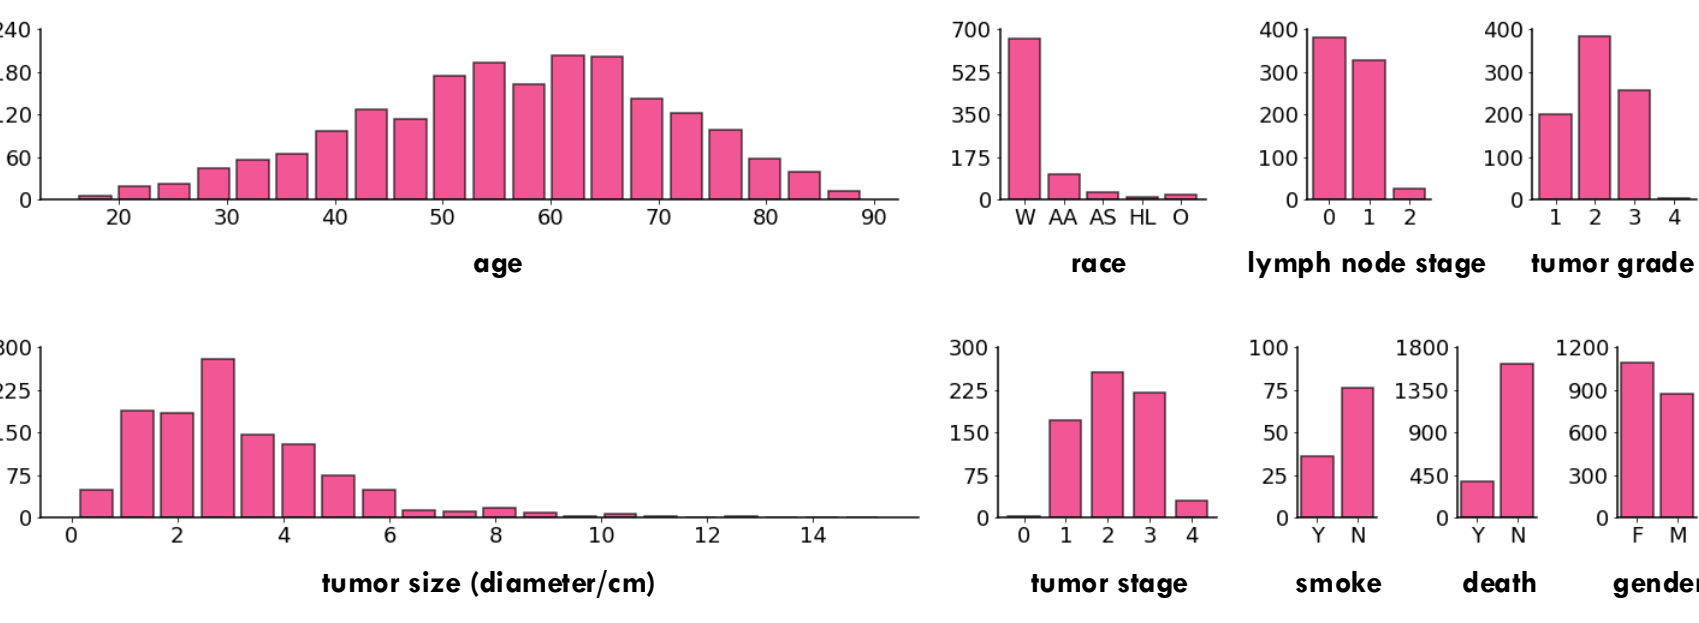 240
180
120
60
0
20 30 40 50 60 70 80 90
age
700
525
350
175
0
W AA AS HL O
race
400
300
200
100
0
0 1 2
lymph node stage
400
300
200
100
0
1 2 3 4
tumor grade
300
225
150
75
0
0 2 4 6 8 10 12 14
tumor size (diameter/cm)
300
225
150
75
0
0 1 2 3 4
tumor stage
100
75
50
25
0
Y N
smoke
1800
1350
900
450
0
Y N
death
1200
900
600
300
0
F M
gender